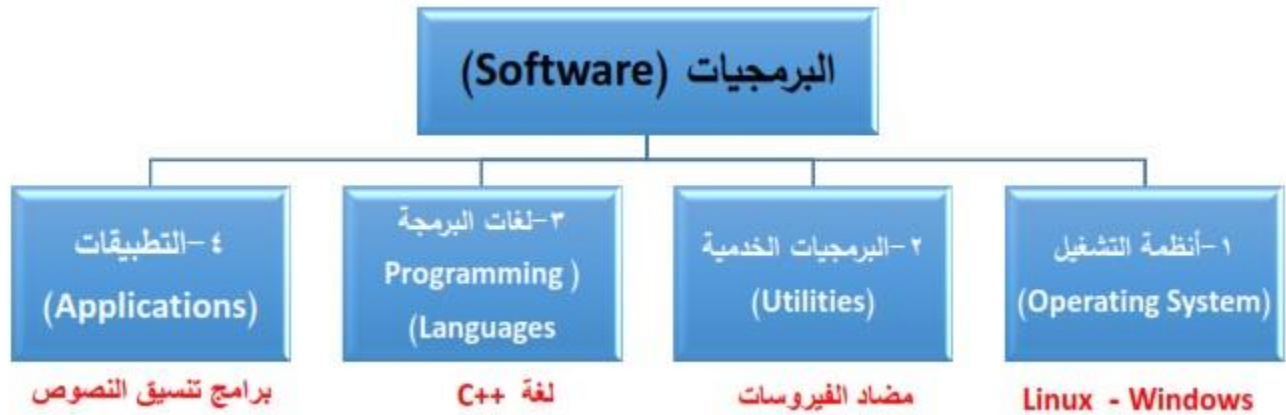 البرمجيات (Software)
١-أنظمة التشغيل
(Operating System)
٢-البرمجيات الخدمية
(Utilities)
٣-لغات البرمجة
(Programming
Languages)
٤-التطبيقات
(Applications)
Linux - Windows
مضاد الفيروسات
لغة C++
برامج تنسيق النصوص